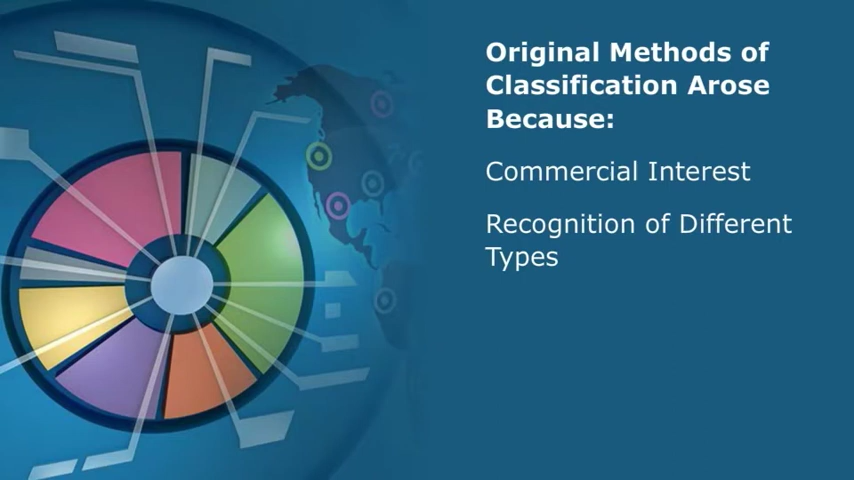 Original Methods of
Classification Arose
Because:
Commercial Interest
Recognition of Different
Types